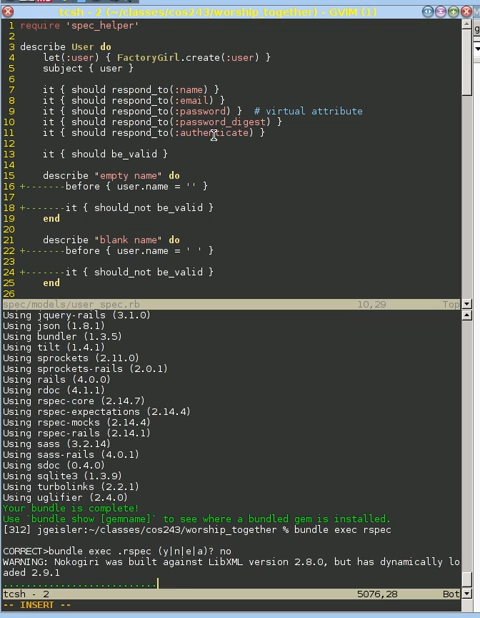 tcsh - 2 (~/classes/cos243/worship_together) - GVIM (1)
1 require 'spec_helper'
2
3 describe User do
4     let(:user) { FactoryGirl.create(:user) }
5     subject { user }
6
7     it { should respond_to(:name) }
8     it { should respond_to(:email) }
9     it { should respond_to(:password) }  # virtual attribute
10     it { should respond_to(:password_digest) }
11     it { should respond_to(:authenticate) }
12
13     it { should be_valid }
14
15     describe "empty name" do
16 +-------before { user.name = '' }
17
18 +-------it { should_not be_valid }
19     end
20
21     describe "blank name" do
22 +-------before { user.name = ' ' }
23
24 +-------it { should_not be_valid }
25     end
26
spec/models/user_spec.rb 10,29 Top
Using jquery-rails (3.1.0)
Using json (1.8.1)
Using bundler (1.3.5)
Using tilt (1.4.1)
Using sprockets (2.11.0)
Using sprockets-rails (2.0.1)
Using rails (4.0.0)
Using rdoc (4.1.1)
Using rspec-core (2.14.7)
Using rspec-expectations (2.14.4)
Using rspec-mocks (2.14.4)
Using rspec-rails (2.14.1)
Using sass (3.2.14)
Using sass-rails (4.0.1)
Using sdoc (0.4.0)
Using sqlite3 (1.3.9)
Using turbolinks (2.2.1)
Using uglifier (2.4.0)
Your bundle is complete!
Use `bundle show [gemname]` to see where a bundled gem is installed.
[312] jgeisler:~/classes/cos243/worship_together % bundle exec rspec

CORRECT>bundle exec .rspec (y|n|e|a)? no
WARNING: Nokogiri was built against LibXML version 2.8.0, but has dynamically lo
aded 2.9.1
............................
tcsh - 2 5076,28 Bot
-- INSERT --